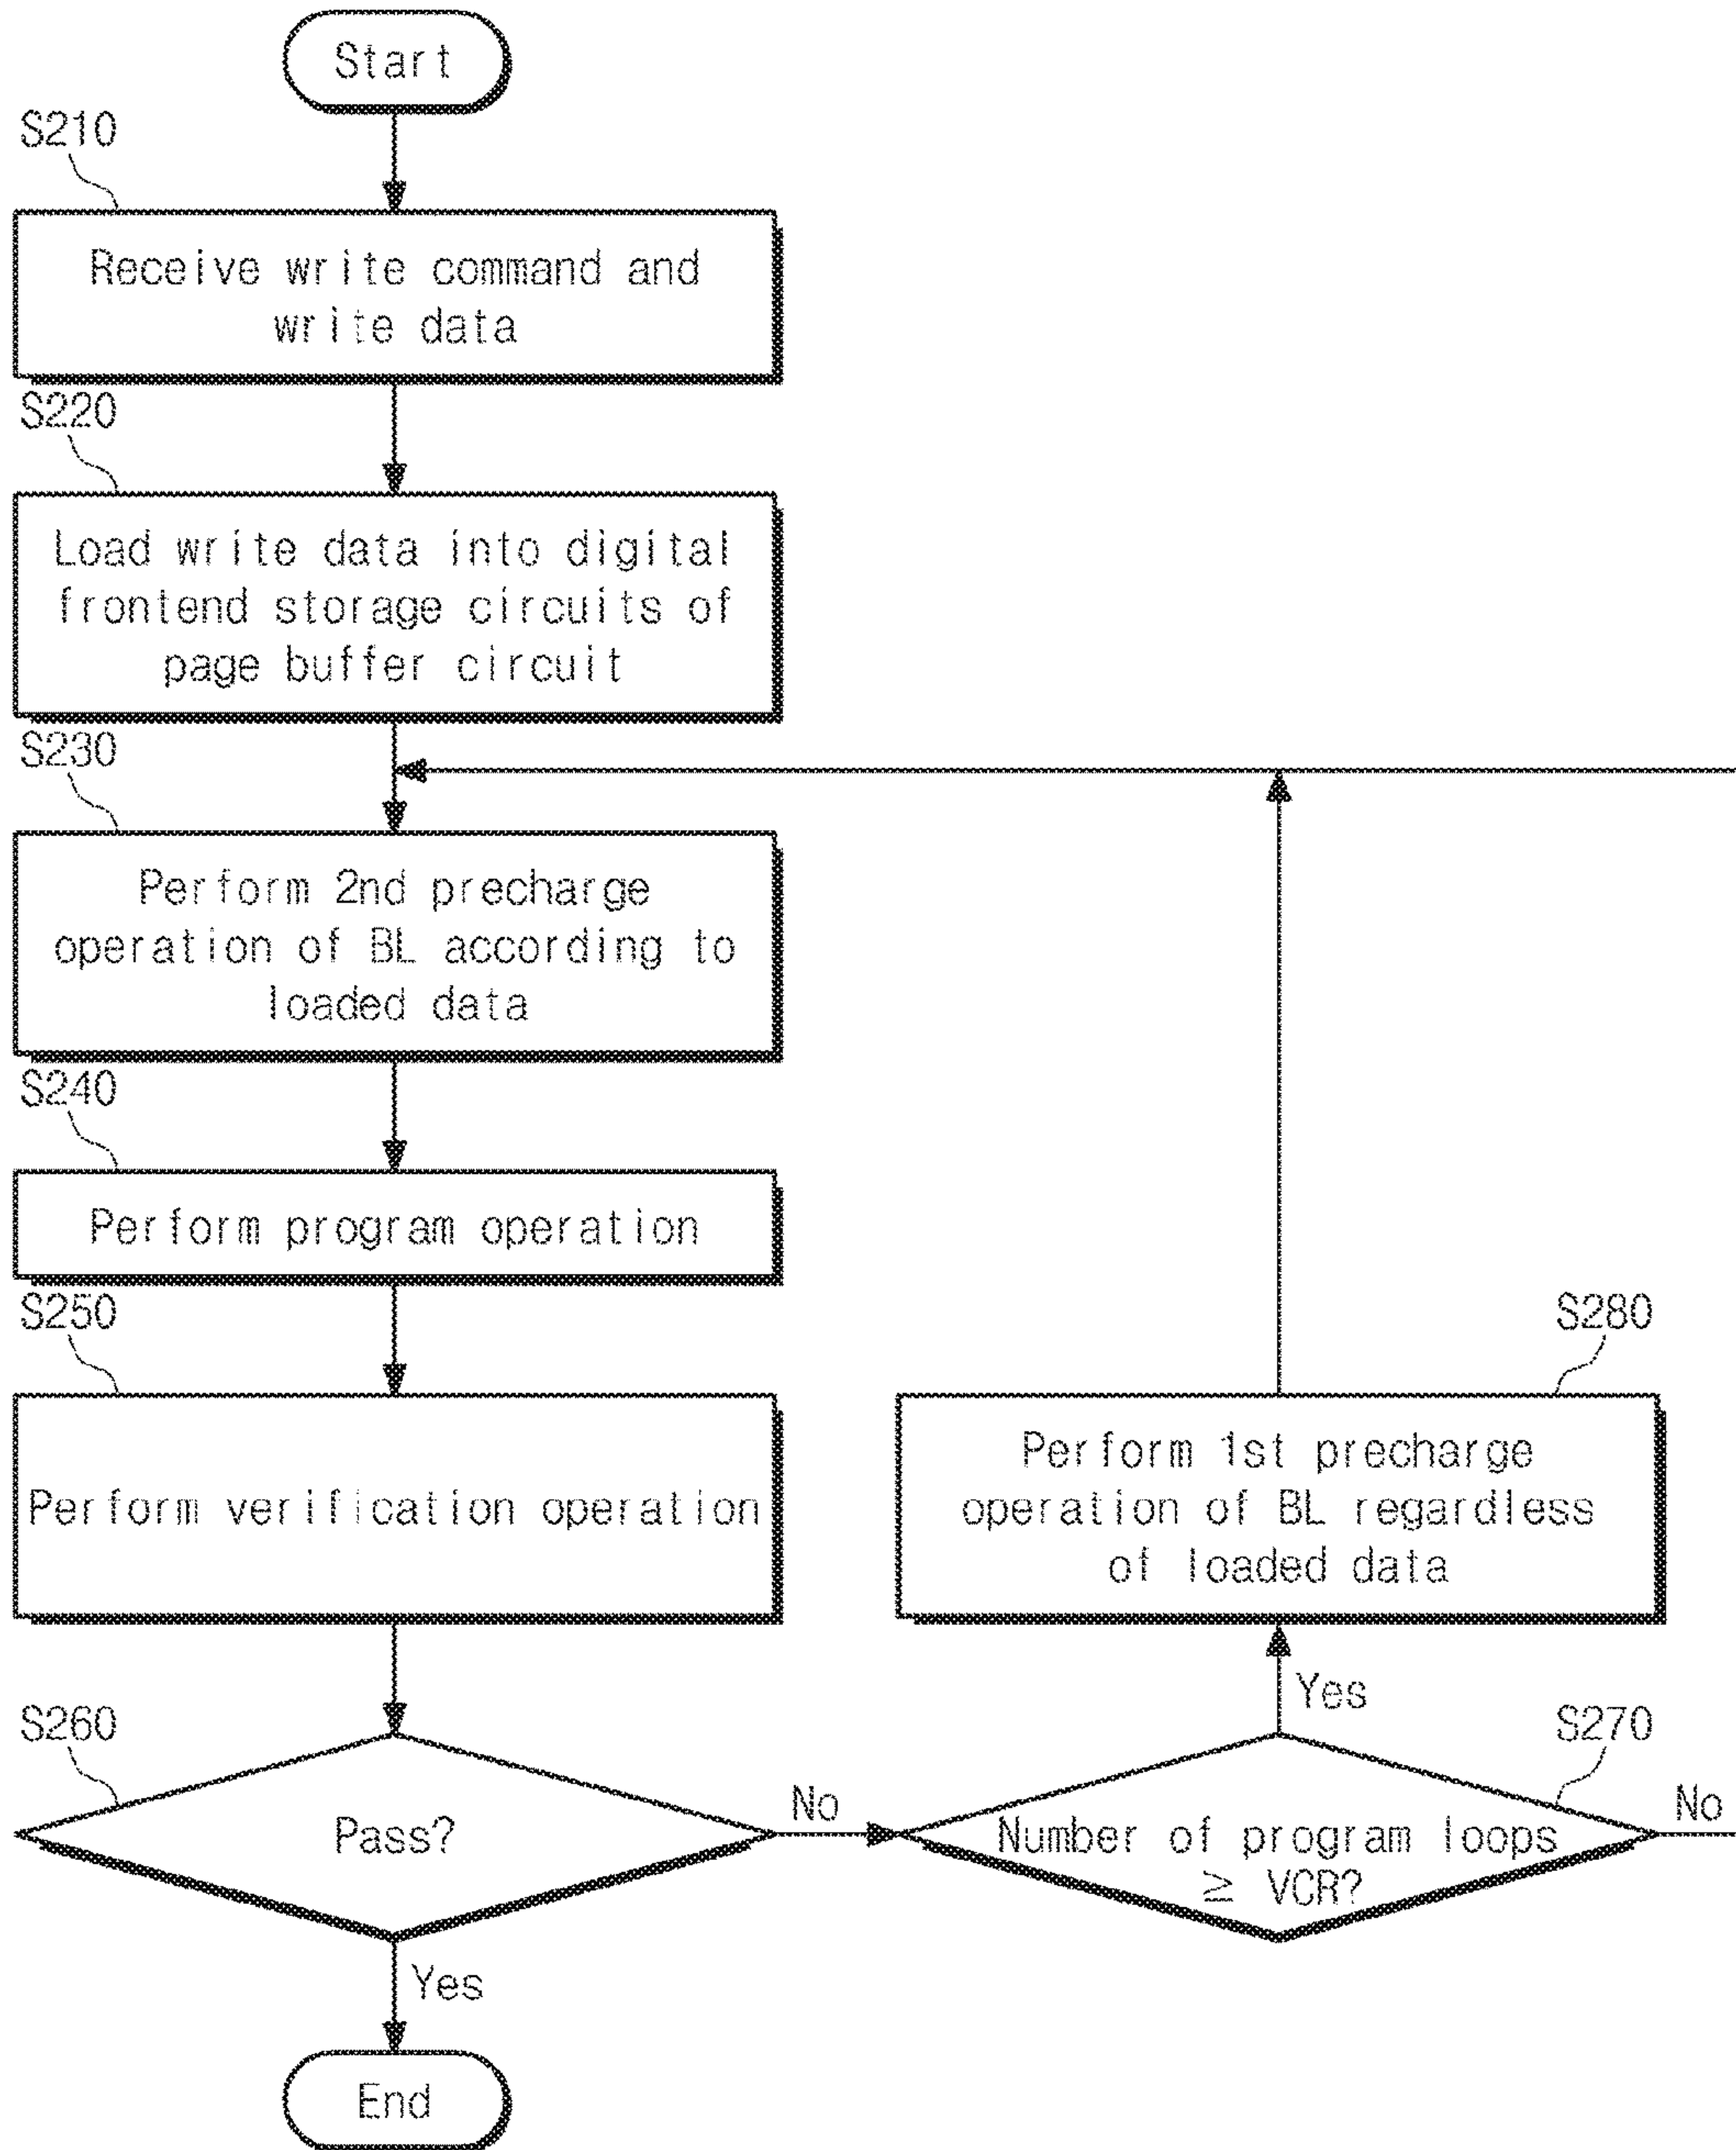 Start
S210
Receive write command and
write data
S220
Load write data into digital
frontend storage circuits of
page buffer circuit
S230
Perform 2nd precharge
operation of BL according to
loaded data
S240
Perform program operation
S250
Perform verification operation
S280
Perform 1st precharge
operation of BL regardless
of loaded data
Yes
S260
Pass?
No
S270
Number of program loops
≥ VCR?
No
Yes
End